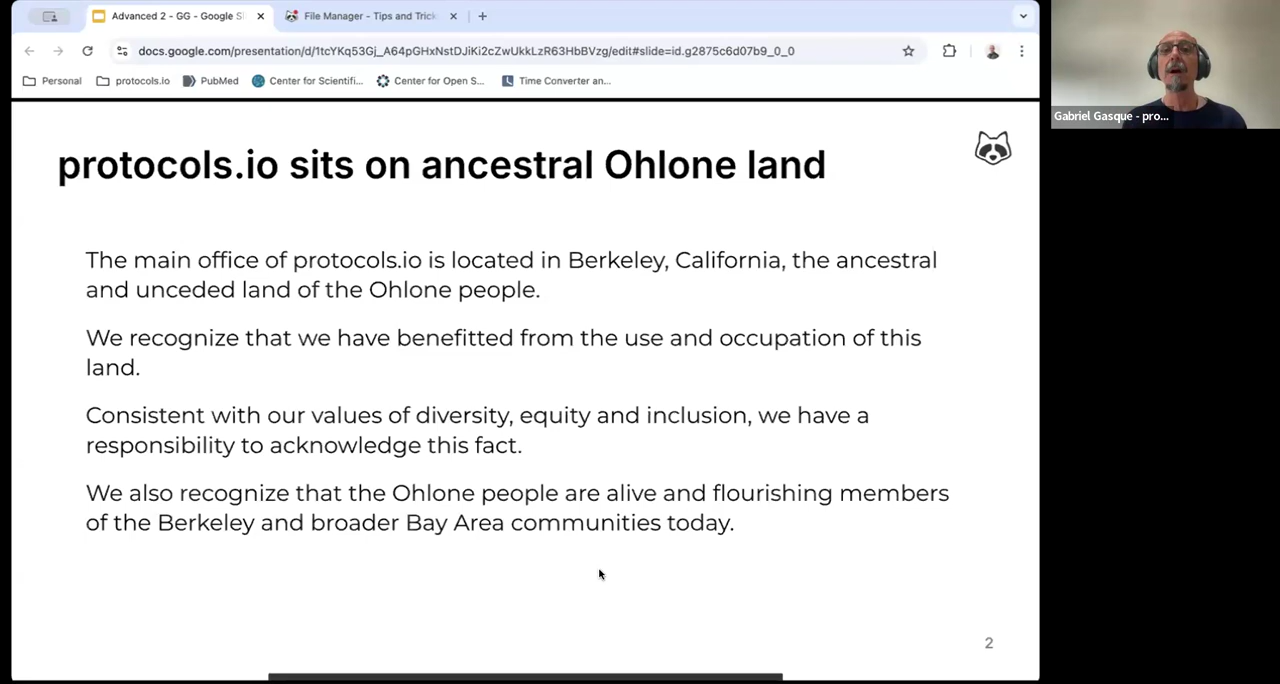 Advanced 2 - GG - Google Sl
File Manager - Tips and Trick
docs.google.com/presentation/d/1tcYKq53Gj_A64pGHxNstDJiKi2cZwUkkLzR63HbBVzg/edit#slide=id.g2875c6d07b9_0_0
Personal protocols.io PubMed Center for Scientifi... Center for Open S... Time Converter an...
Gabriel Gasque - pro...
protocols.io sits on ancestral Ohlone land
The main office of protocols.io is located in Berkeley, California, the ancestral
and unceded land of the Ohlone people.
We recognize that we have benefitted from the use and occupation of this
land.
Consistent with our values of diversity, equity and inclusion, we have a
responsibility to acknowledge this fact.
We also recognize that the Ohlone people are alive and flourishing members
of the Berkeley and broader Bay Area communities today.
2